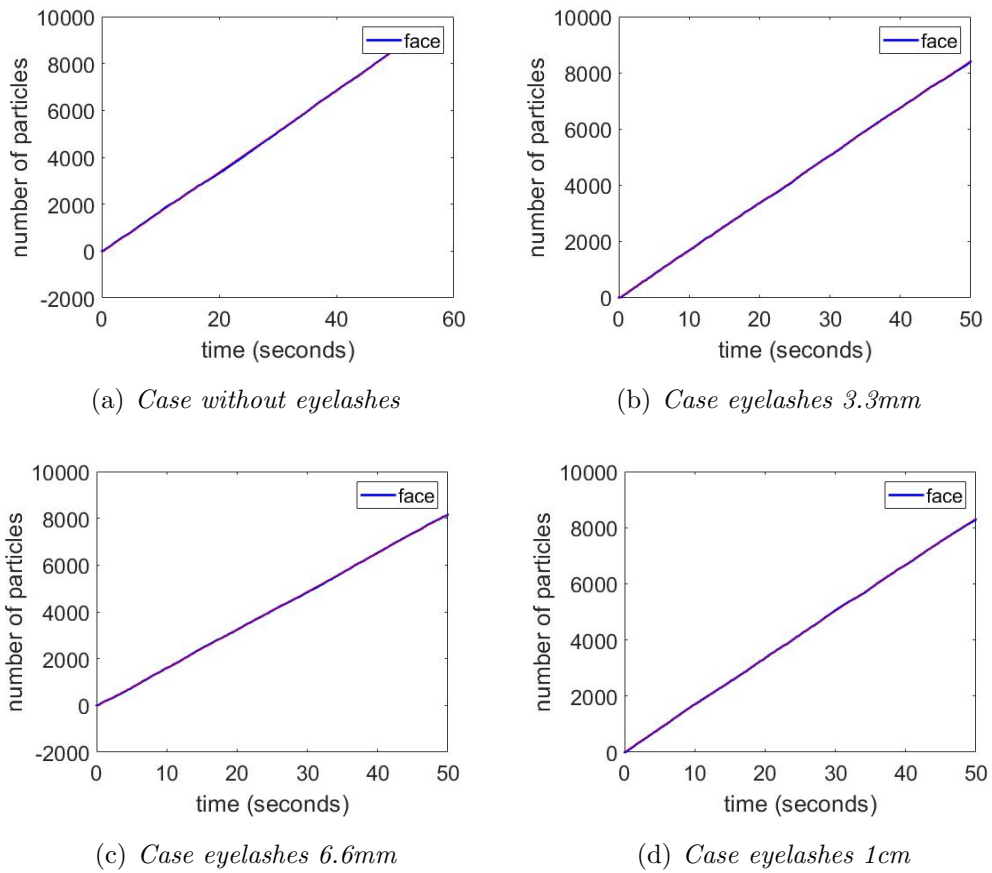 10000
8000
6000
4000
2000
0
-2000
number of particles
face
0 20 40 60
time (seconds)
(a) Case without eyelashes
10000
8000
6000
4000
2000
0
number of particles
face
0 10 20 30 40 50
time (seconds)
(b) Case eyelashes 3.3mm
10000
8000
6000
4000
2000
0
-2000
number of particles
face
0 10 20 30 40 50
time (seconds)
(c) Case eyelashes 6.6mm
10000
8000
6000
4000
2000
0
number of particles
face
0 10 20 30 40 50
time (seconds)
(d) Case eyelashes 1cm